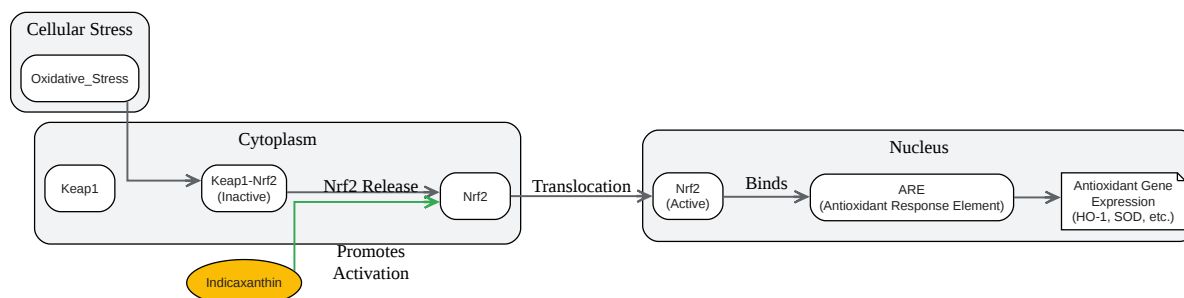 Cellular Stress
Oxidative_Stress
Cytoplasm
Keap1
Keap1-Nrf2
(Inactive)
Nrf2 Release
Nrf2
Promotes
Activation
Indicaxanthin
Translocation
Nucleus
Nrf2
(Active)
Binds
ARE
(Antioxidant Response Element)
Antioxidant Gene
Expression
(HO-1, SOD, etc.)